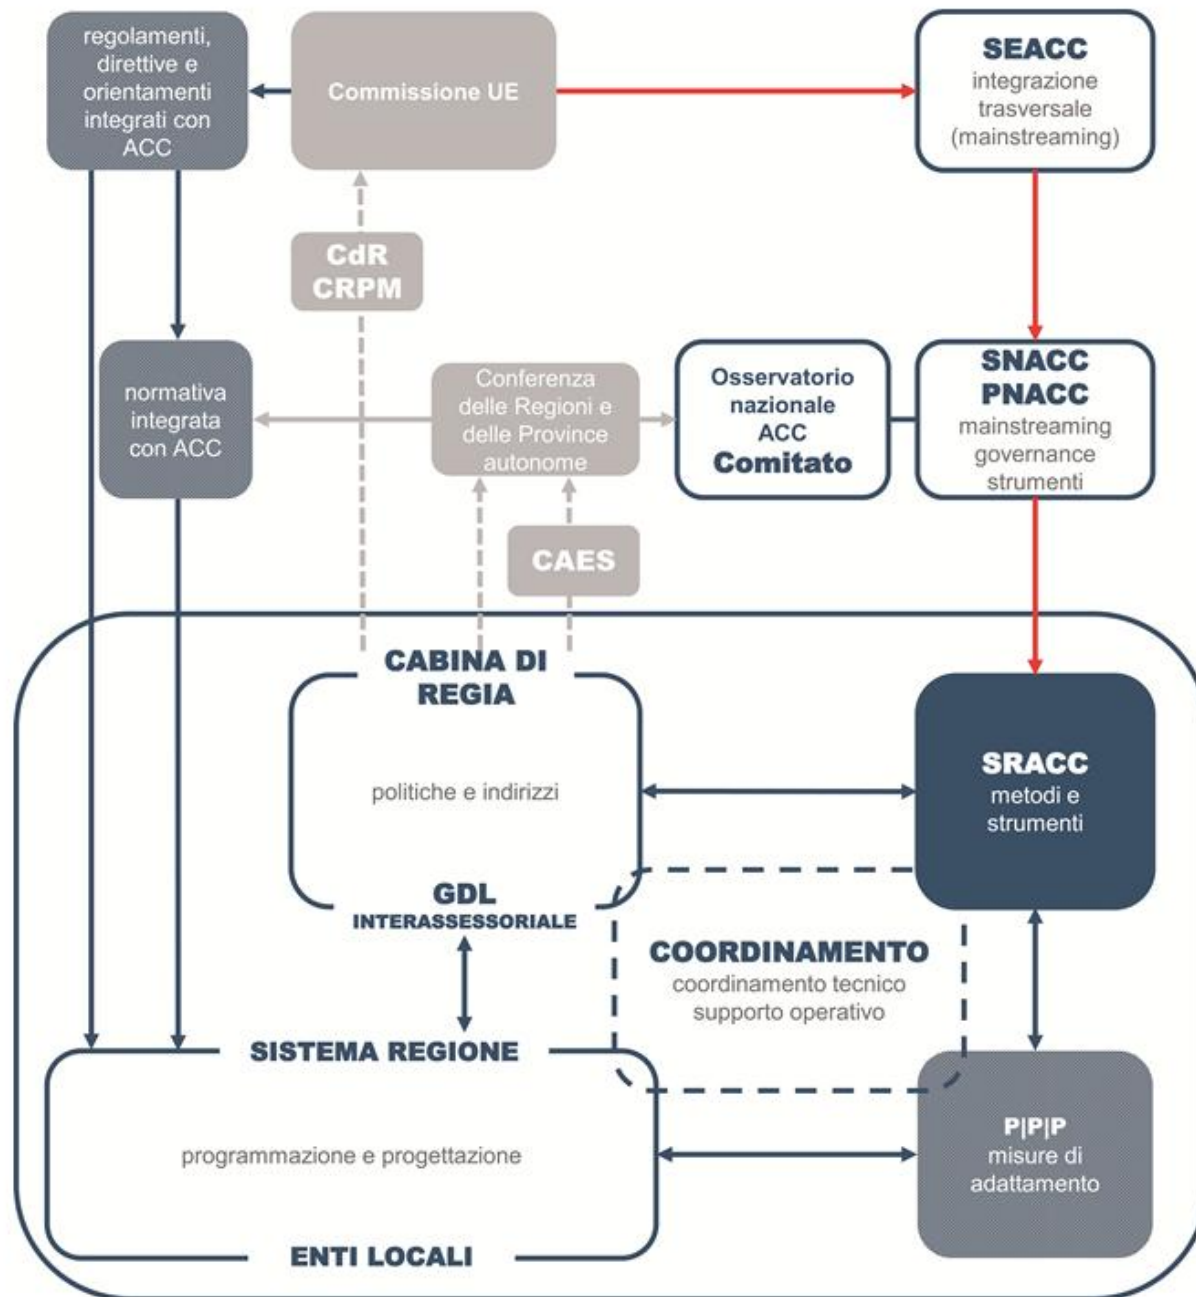 regolamenti,
direttive e
orientamenti
integrati con
ACC
Commissione UE
SEACC
integrazione
trasversale
(mainstreaming)
CdR
CRPM
normativa
integrata
con ACC
Conferenza
delle Regioni e
delle Province
autonome
Osservatorio
nazionale
ACC
Comitato
SNACC
PNACC
mainstreaming
governance
strumenti
CAES
CABINA DI
REGIA
politiche e indirizzi
GDL
INTERASSESSORIALE
SRACC
metodi e
strumenti
COORDINAMENTO
coordinamento tecnico
supporto operativo
SISTEMA REGIONE
programmazione e progettazione
ENTI LOCALI
P|P|P
misure di
adattamento